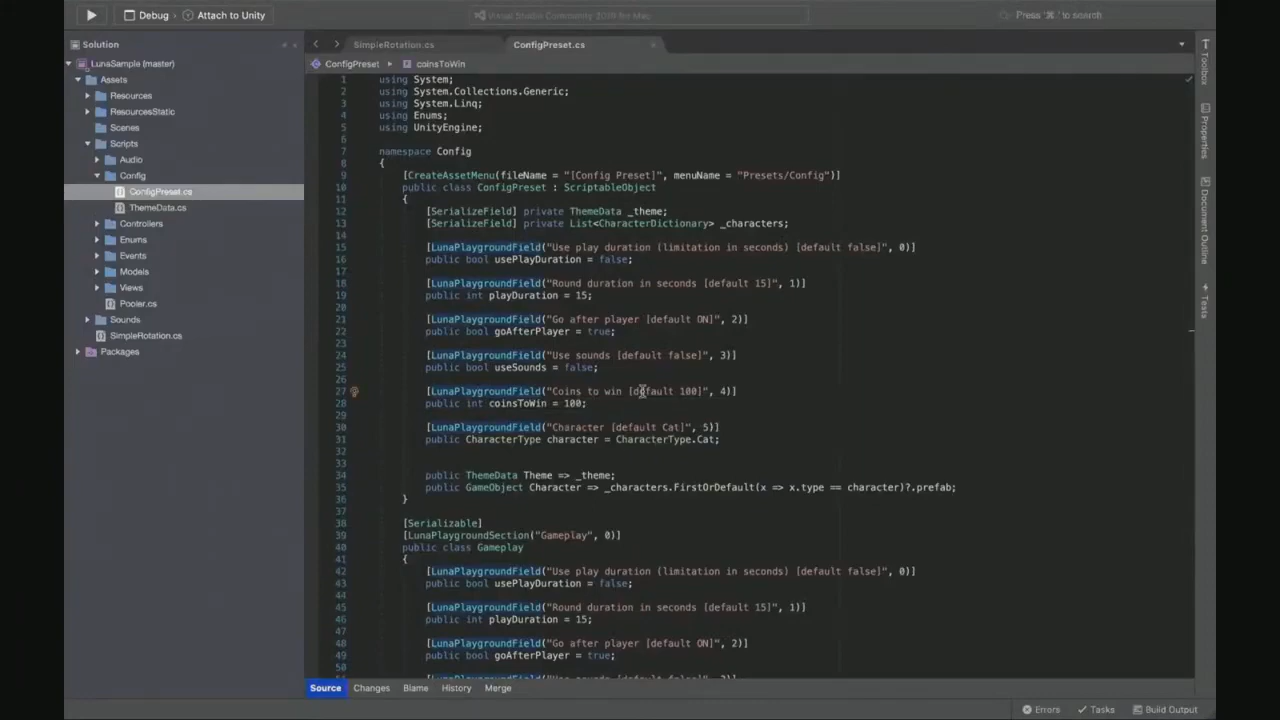 Debug
Attach to Unity
Visual Studio Community 2019 for Mac
Press '⌘.' to search
Solution
SimpleRotation.cs
ConfigPreset.cs
LunaSample (master)
Assets
Resources
ResourcesStatic
Scenes
Scripts
Audio
Config
ConfigPreset.cs
ThemeData.cs
Controllers
Enums
Events
Models
Views
Pooler.cs
Sounds
SimpleRotation.cs
Packages
ConfigPreset
coinsToWin
1 using System;
2 using System.Collections.Generic;
3 using System.Linq;
4 using Enums;
5 using UnityEngine;
6
7 namespace Config
8 {
9 [CreateAssetMenu(fileName = "[Config Preset]", menuName = "Presets/Config")]
10 public class ConfigPreset : ScriptableObject
11 {
12 [SerializeField] private ThemeData _theme;
13 [SerializeField] private List<CharacterDictionary> _characters;
14
15 [LunaPlaygroundField("Use play duration (limitation in seconds) [default false]", 0)]
16 public bool usePlayDuration = false;
17
18 [LunaPlaygroundField("Round duration in seconds [default 15]", 1)]
19 public int playDuration = 15;
20
21 [LunaPlaygroundField("Go after player [default ON]", 2)]
22 public bool goAfterPlayer = true;
23
24 [LunaPlaygroundField("Use sounds [default false]", 3)]
25 public bool useSounds = false;
26
27 [LunaPlaygroundField("Coins to win [default 100]", 4)]
28 public int coinsToWin = 100;
29
30 [LunaPlaygroundField("Character [default Cat]", 5)]
31 public CharacterType character = CharacterType.Cat;
32
33
34 public ThemeData Theme => _theme;
35 public GameObject Character => _characters.FirstOrDefault(x => x.type == character)?.prefab;
36 }
37
38 [Serializable]
39 [LunaPlaygroundSection("Gameplay", 0)]
40 public class Gameplay
41 {
42 [LunaPlaygroundField("Use play duration (limitation in seconds) [default false]", 0)]
43 public bool usePlayDuration = false;
44
45 [LunaPlaygroundField("Round duration in seconds [default 15]", 1)]
46 public int playDuration = 15;
47
48 [LunaPlaygroundField("Go after player [default ON]", 2)]
49 public bool goAfterPlayer = true;
50
Toolbox
Properties
Document Outline
Tests
Source
Changes
Blame
History
Merge
Errors
Tasks
Build Output